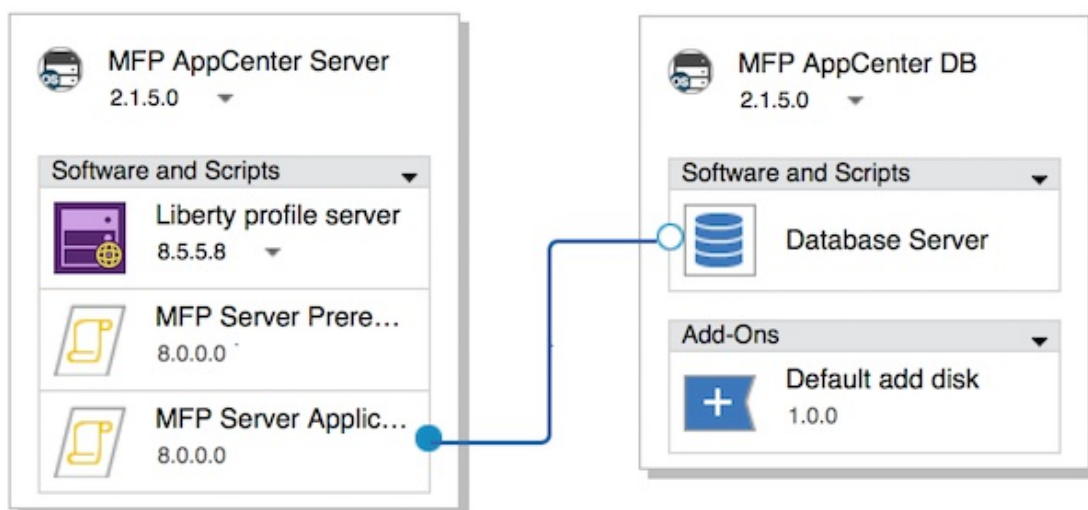 MFP AppCenter Server
2.1.5.0
Software and Scripts
Liberty profile server
8.5.5.8
MFP Server Prere...
8.0.0.0
MFP Server Applic...
8.0.0.0
MFP AppCenter DB
2.1.5.0
Software and Scripts
Database Server
Add-Ons
Default add disk
1.0.0